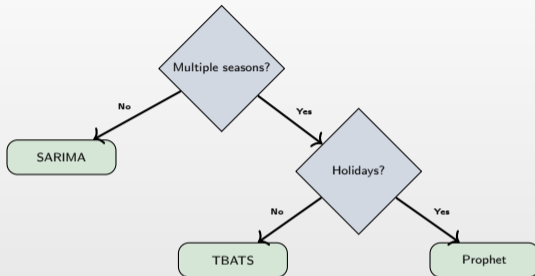 Multiple seasons?
No
Yes
SARIMA
Holidays?
No
Yes
TBATS
Prophet